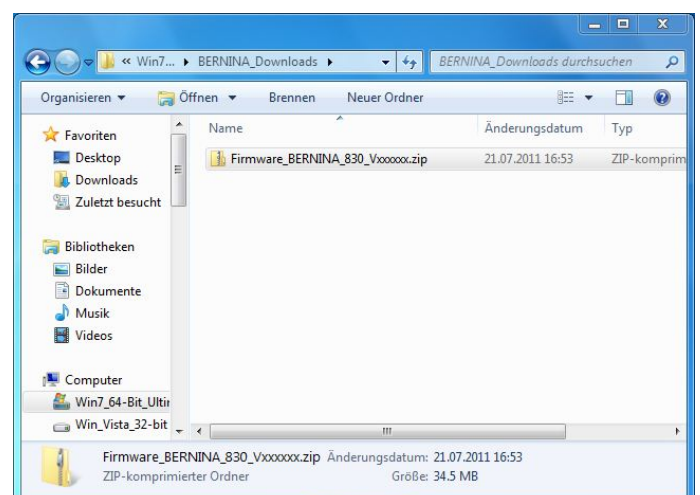 « Win7... ▸ BERNINA_Downloads ▸
BERNINA_Downloads durchsuchen
Organisieren Öffnen Brennen Neuer Ordner
Favoriten
Desktop
Downloads
Zuletzt besucht
Bibliotheken
Bilder
Dokumente
Musik
Videos
Computer
Win7_64-Bit_Ultir
Win_Vista_32-bit
Name Änderungsdatum Typ
Firmware_BERNINA_830_Vxxxxxx.zip 21.07.2011 16:53 ZIP-komprim
Firmware_BERNINA_830_Vxxxxxx.zip Änderungsdatum: 21.07.2011 16:53
ZIP-komprimierter Ordner Größe: 34.5 MB